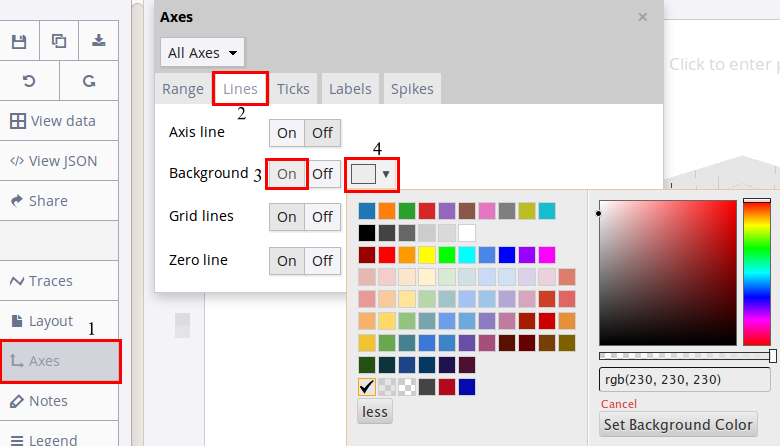 Axes
×
All Axes
Click to enter p
Range Lines Ticks Labels Spikes
2
Axis line On Off
4
Background 3 On Off
Grid lines On Off
Zero line On Off
View data
View JSON
Share
Traces
Layout
1
Axes
Notes
Legend
less
rgb(230, 230, 230)
Cancel
Set Background Color